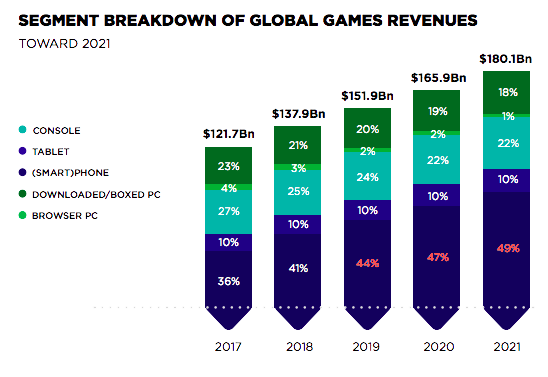 SEGMENT BREAKDOWN OF GLOBAL GAMES REVENUES
TOWARD 2021
CONSOLE
TABLET
(SMART)PHONE
DOWNLOADED/BOXED PC
BROWSER PC
$121.7Bn
23%
4%
27%
10%
36%
2017
$137.9Bn
21%
3%
25%
10%
41%
2018
$151.9Bn
20%
2%
24%
10%
44%
2019
$165.9Bn
19%
2%
22%
10%
47%
2020
$180.1Bn
18%
1%
22%
10%
49%
2021